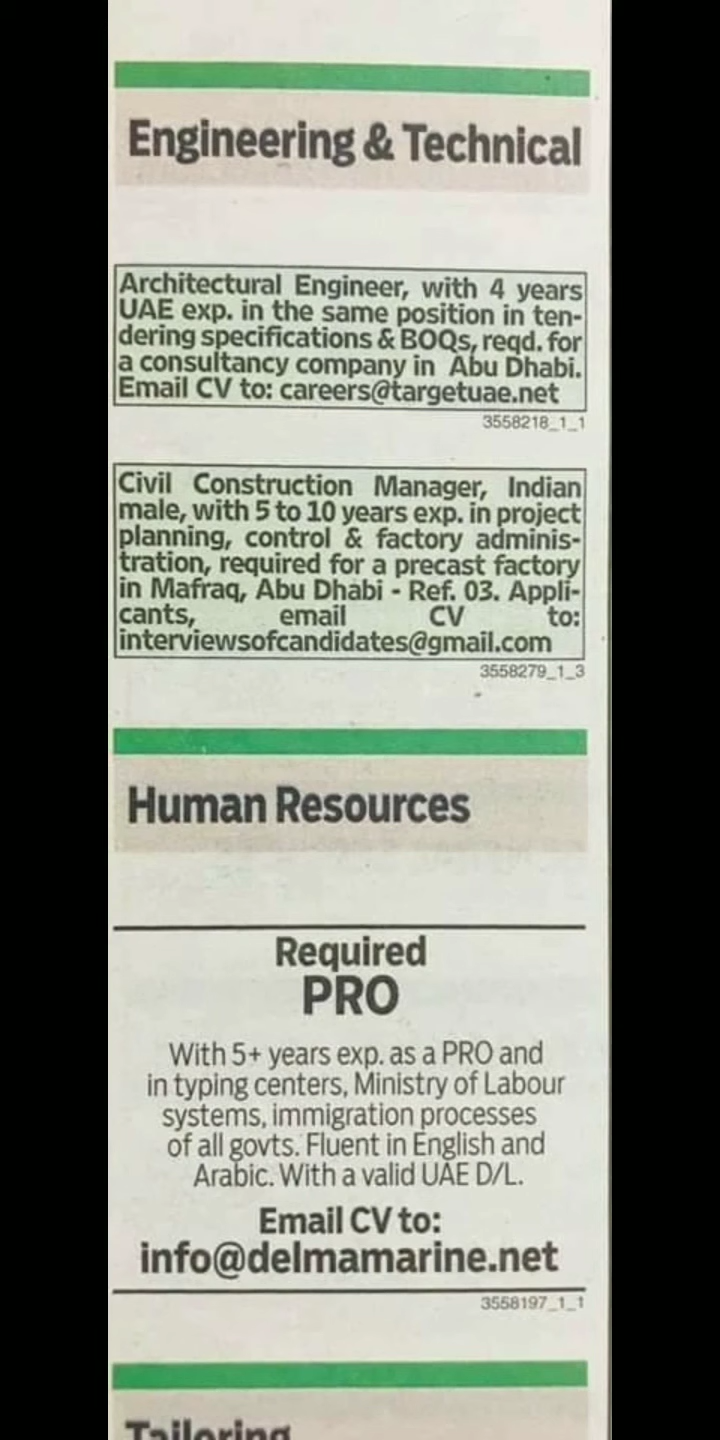 Engineering & Technical
Architectural Engineer, with 4 years
UAE exp. in the same position in ten-
dering specifications & BOQs, reqd. for
a consultancy company in Abu Dhabi.
Email CV to: careers@targetuae.net
3558218_1_1
Civil Construction Manager, Indian
male, with 5 to 10 years exp. in project
planning, control & factory adminis-
tration, required for a precast factory
in Mafraq, Abu Dhabi - Ref. 03. Appli-
cants, email CV to:
interviewsofcandidates@gmail.com
3558279_1_3
Human Resources
Required
PRO
With 5+ years exp. as a PRO and
in typing centers, Ministry of Labour
systems, immigration processes
of all govts. Fluent in English and
Arabic. With a valid UAE D/L.
Email CV to:
info@delmamarine.net
3558197_1_1
Tailoring